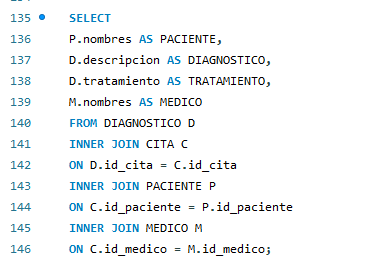 135 SELECT
136 P.nombres AS PACIENTE,
137 D.descripcion AS DIAGNOSTICO,
138 D.tratamiento AS TRATAMIENTO,
139 M.nombres AS MEDICO
140 FROM DIAGNOSTICO D
141 INNER JOIN CITA C
142 ON D.id_cita = C.id_cita
143 INNER JOIN PACIENTE P
144 ON C.id_paciente = P.id_paciente
145 INNER JOIN MEDICO M
146 ON C.id_medico = M.id_medico;